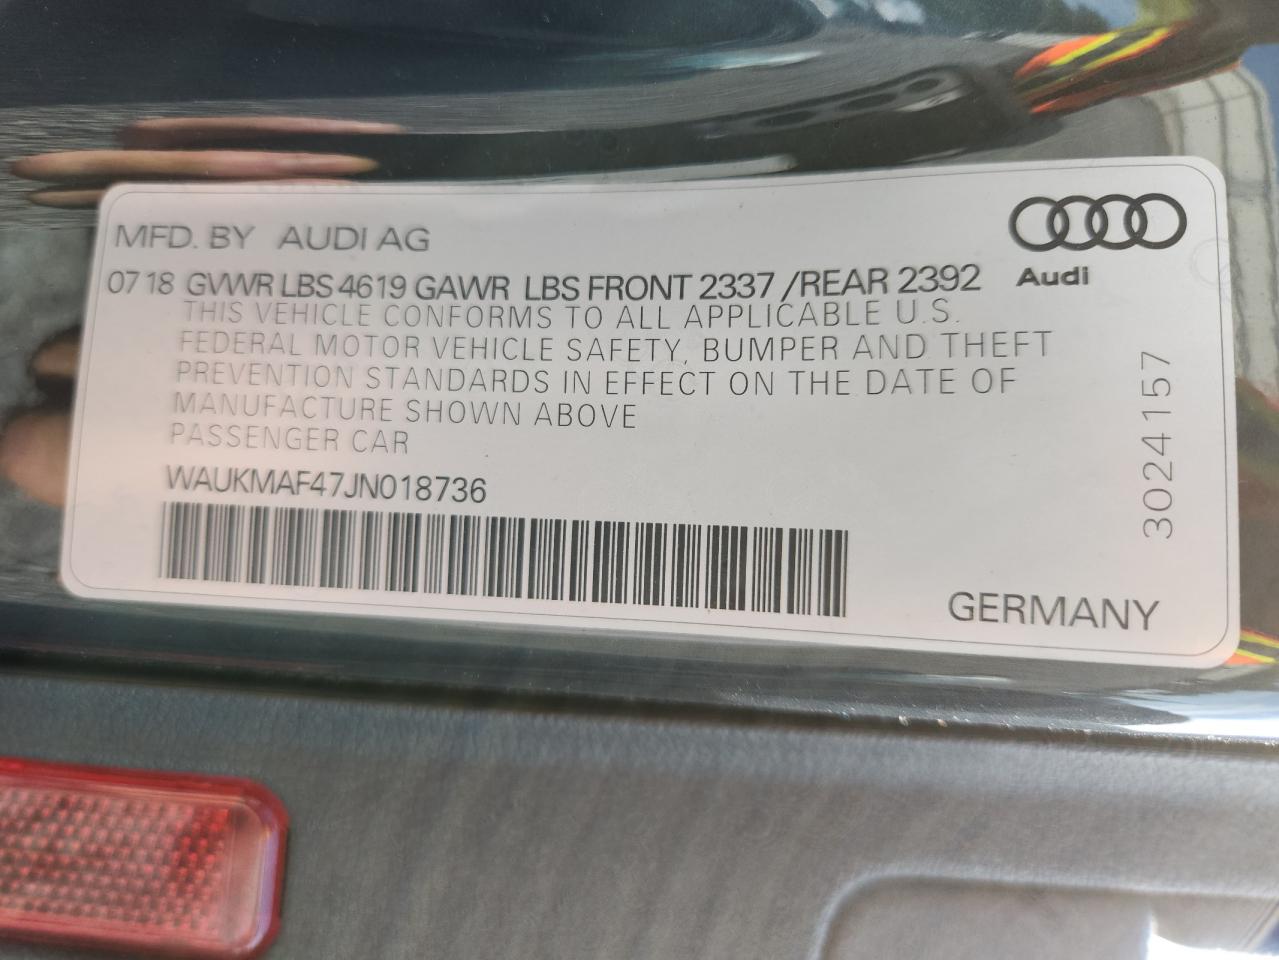 MFD. BY AUDI AG
Audi
07 18 GVWR LBS 4619 GAWR LBS FRONT 2337 /REAR 2392
THIS VEHICLE CONFORMS TO ALL APPLICABLE U.S.
FEDERAL MOTOR VEHICLE SAFETY, BUMPER AND THEFT
PREVENTION STANDARDS IN EFFECT ON THE DATE OF
MANUFACTURE SHOWN ABOVE
PASSENGER CAR
WAUKMAF47JN018736
3024157
GERMANY